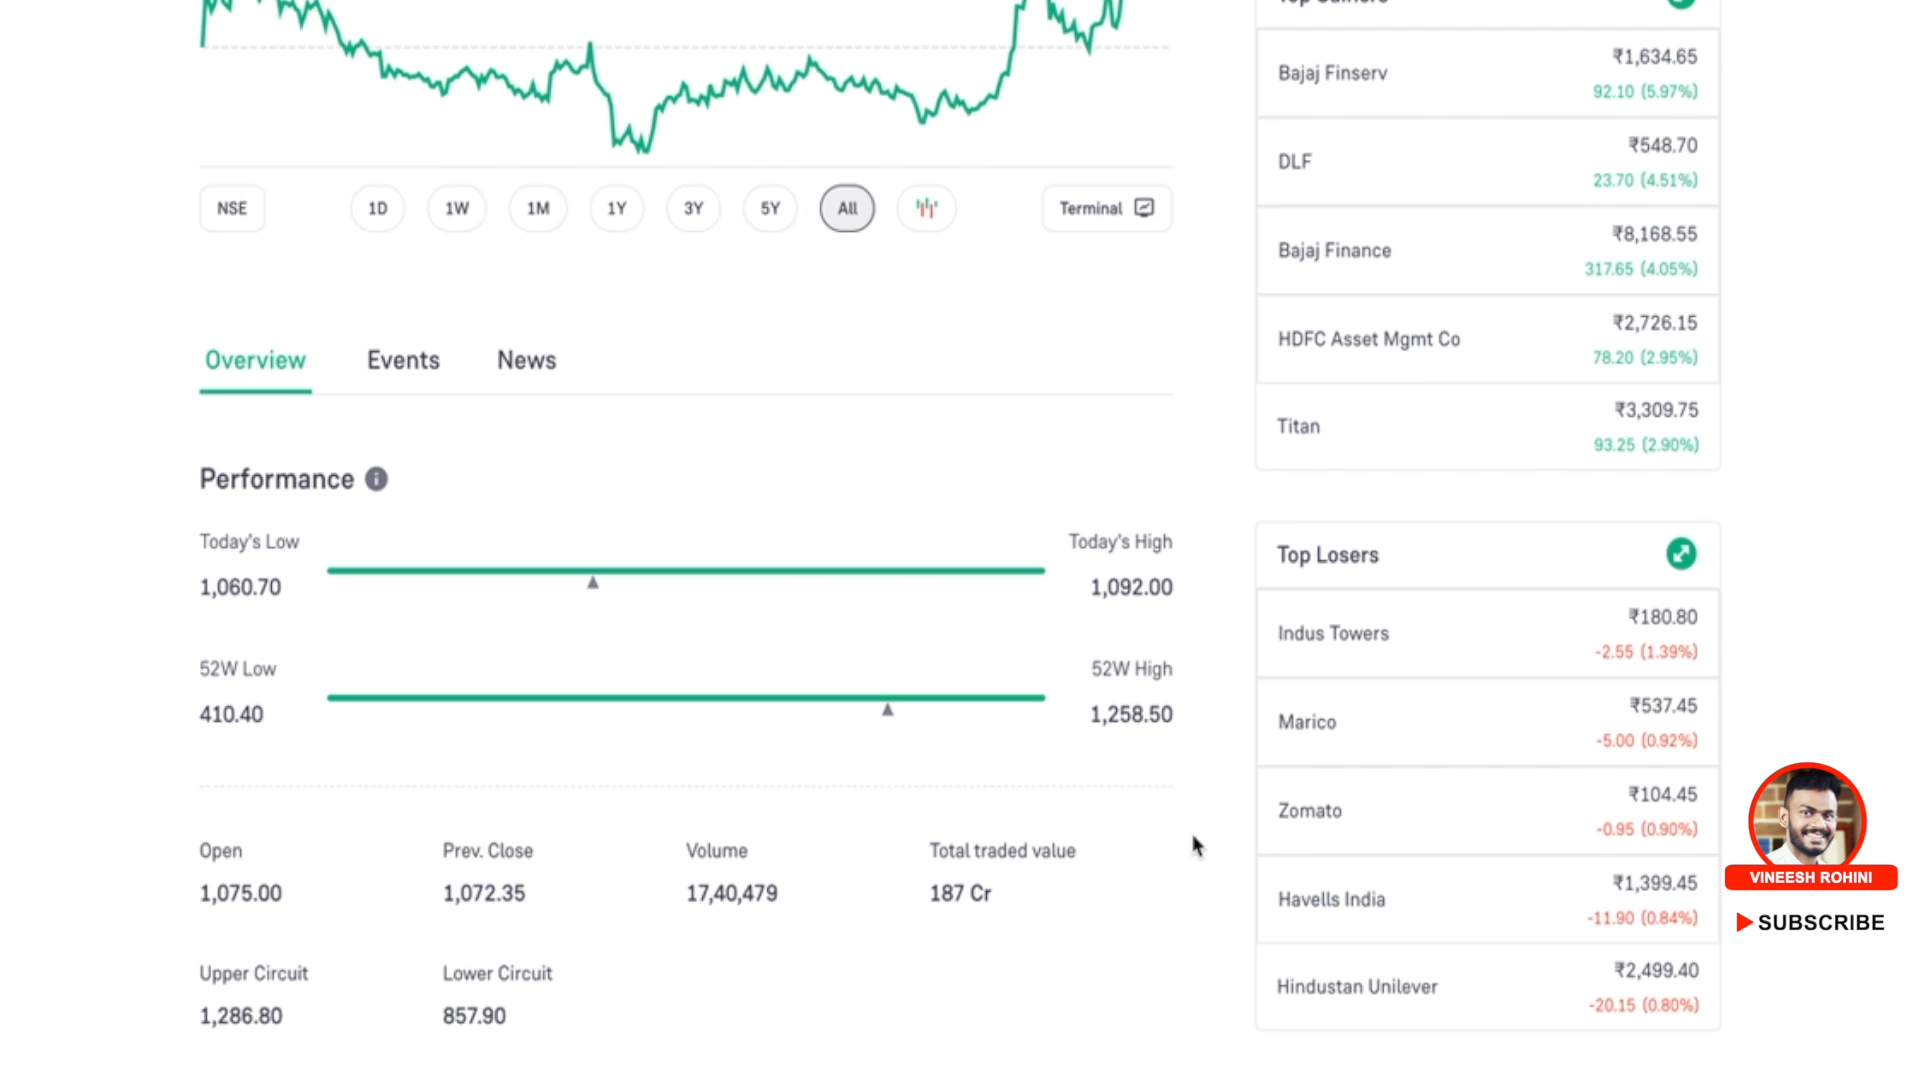 NSE
1D
1W
1M
1Y
3Y
5Y
All
Terminal
Overview
Events
News
Performance
Today's Low
Today's High
1,060.70
1,092.00
52W Low
52W High
410.40
1,258.50
Open
Prev. Close
Volume
Total traded value
1,075.00
1,072.35
17,40,479
187 Cr
Upper Circuit
Lower Circuit
1,286.80
857.90
Top Gainers
Bajaj Finserv
₹1,634.65
92.10 (5.97%)
DLF
₹548.70
23.70 (4.51%)
Bajaj Finance
₹8,168.55
317.65 (4.05%)
HDFC Asset Mgmt Co
₹2,726.15
78.20 (2.95%)
Titan
₹3,309.75
93.25 (2.90%)
Top Losers
Indus Towers
₹180.80
-2.55 (1.39%)
Marico
₹537.45
-5.00 (0.92%)
Zomato
₹104.45
-0.95 (0.90%)
Havells India
₹1,399.45
-11.90 (0.84%)
Hindustan Unilever
₹2,499.40
-20.15 (0.80%)
VINEESH ROHINI
SUBSCRIBE